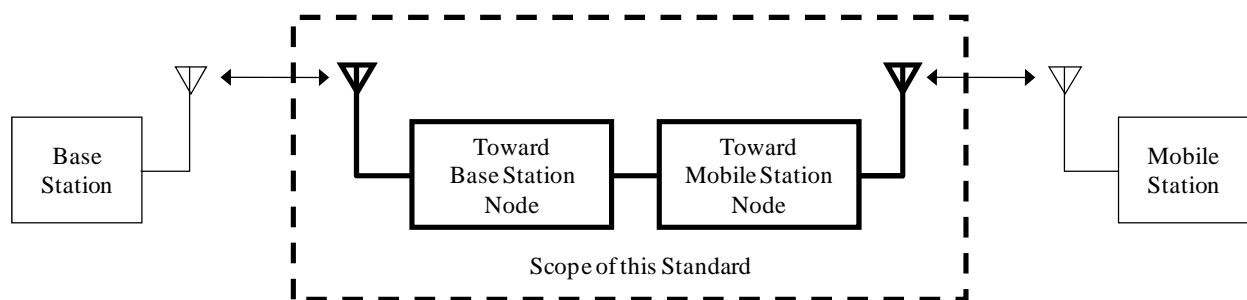 Base
Station
Toward
Base Station
Node
Toward
Mobile Station
Node
Mobile
Station
Scope of this Standard